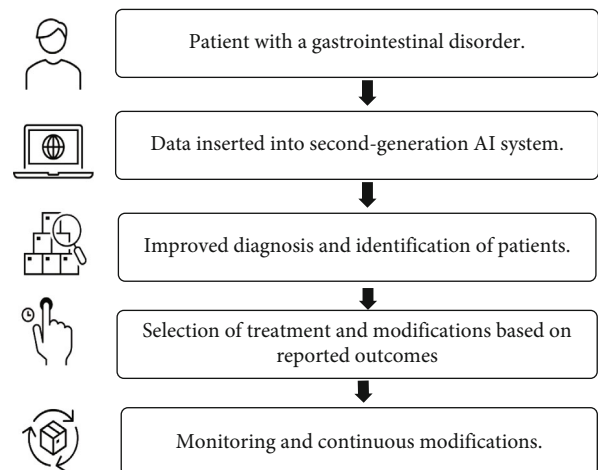 Patient with a gastrointestinal disorder.
Data inserted into second-generation AI system.
Improved diagnosis and identification of patients.
Selection of treatment and modifications based on
reported outcomes
Monitoring and continuous modifications.